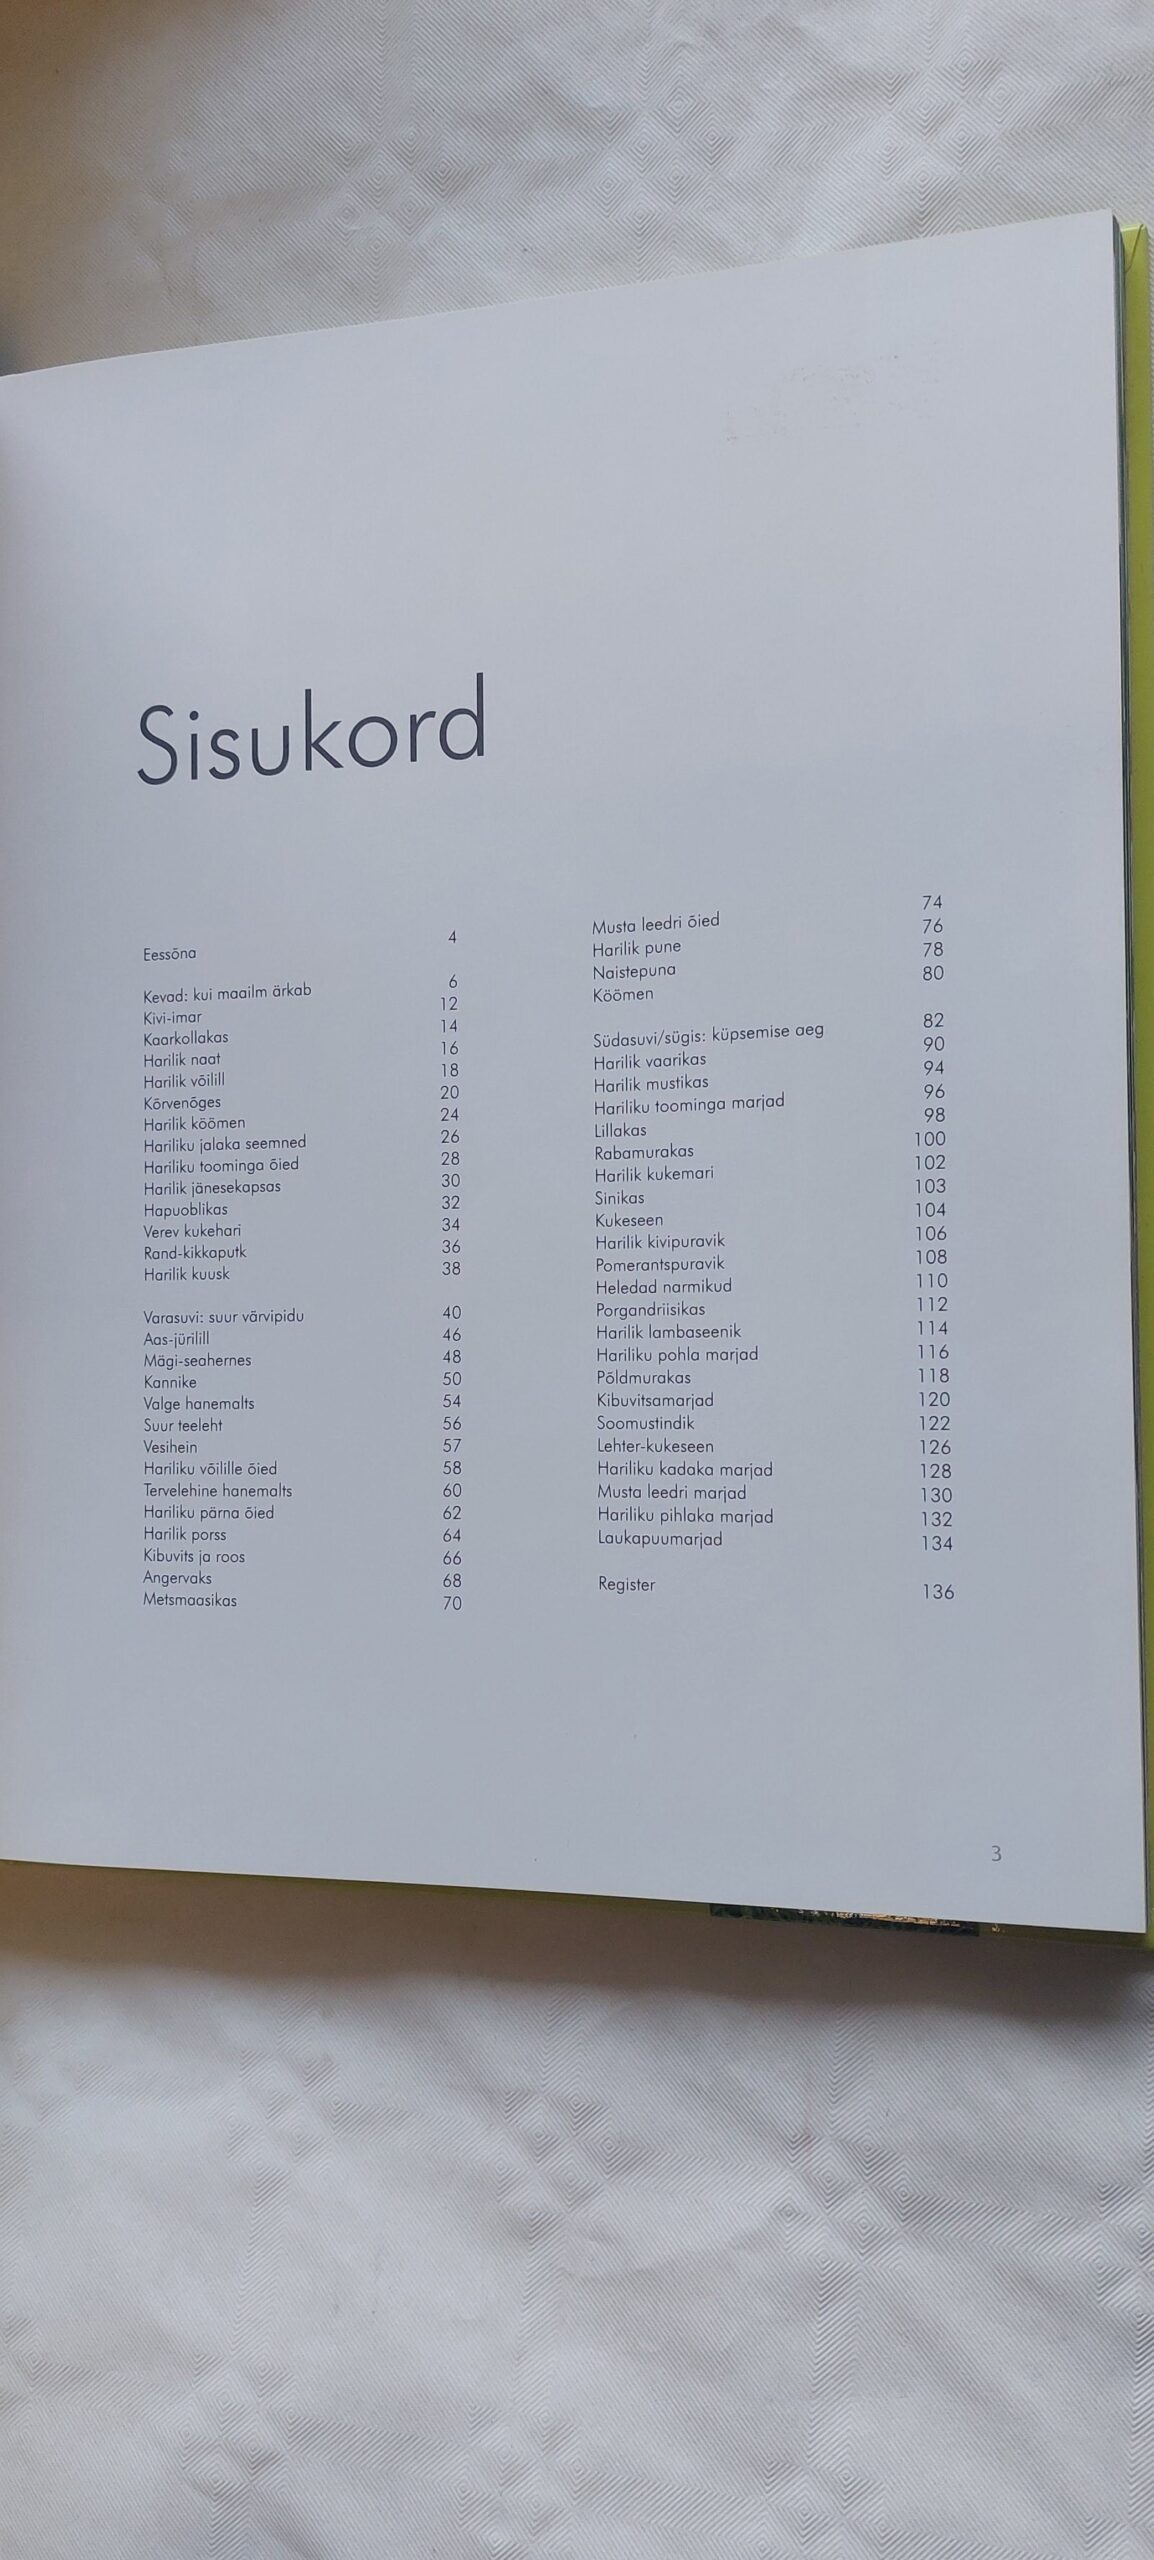 Sisukord
Eessõna 4
Kevad: kui maailm ärkab 6
Kivi-imar 12
Kaarkollakas 14
Harilik naat 16
Harilik võilill 18
Kõrvenõges 20
Harilik köömen 24
Hariliku jalaka seemned 26
Hariliku toominga õied 28
Harilik jänesekapsas 30
Hapuoblikas 32
Verev kukehari 34
Rand-kikkaputk 36
Harilik kuusk 38
Varasuvi: suur värvipidu 40
Aas-jürilill 46
Mägi-seahernes 48
Kannike 50
Valge hanemalts 54
Suur teeleht 56
Vesihein 57
Hariliku võilille õied 58
Tervelehine hanemalts 60
Hariliku pärna õied 62
Harilik porss 64
Kibuvits ja roos 66
Angervaks 68
Metsmaasikas 70
Musta leedri õied 74
Harilik pune 76
Naistepuna 78
Köömen 80
Südasuvi/sügis: küpsemise aeg 82
Harilik vaarikas 90
Harilik mustikas 94
Hariliku toominga marjad 96
Lillakas 98
Rabamurakas 100
Harilik kukemari 102
Sinikas 103
Kukeseen 104
Harilik kivipuravik 106
Pomerantspuravik 108
Heledad narmikud 110
Porgandriisikas 112
Harilik lambaseenik 114
Hariliku pohla marjad 116
Põldmurakas 118
Kibuvitsamarjad 120
Soomustindik 122
Lehter-kukeseen 126
Hariliku kadaka marjad 128
Musta leedri marjad 130
Hariliku pihlaka marjad 132
Laukapuumarjad 134
Register 136
3